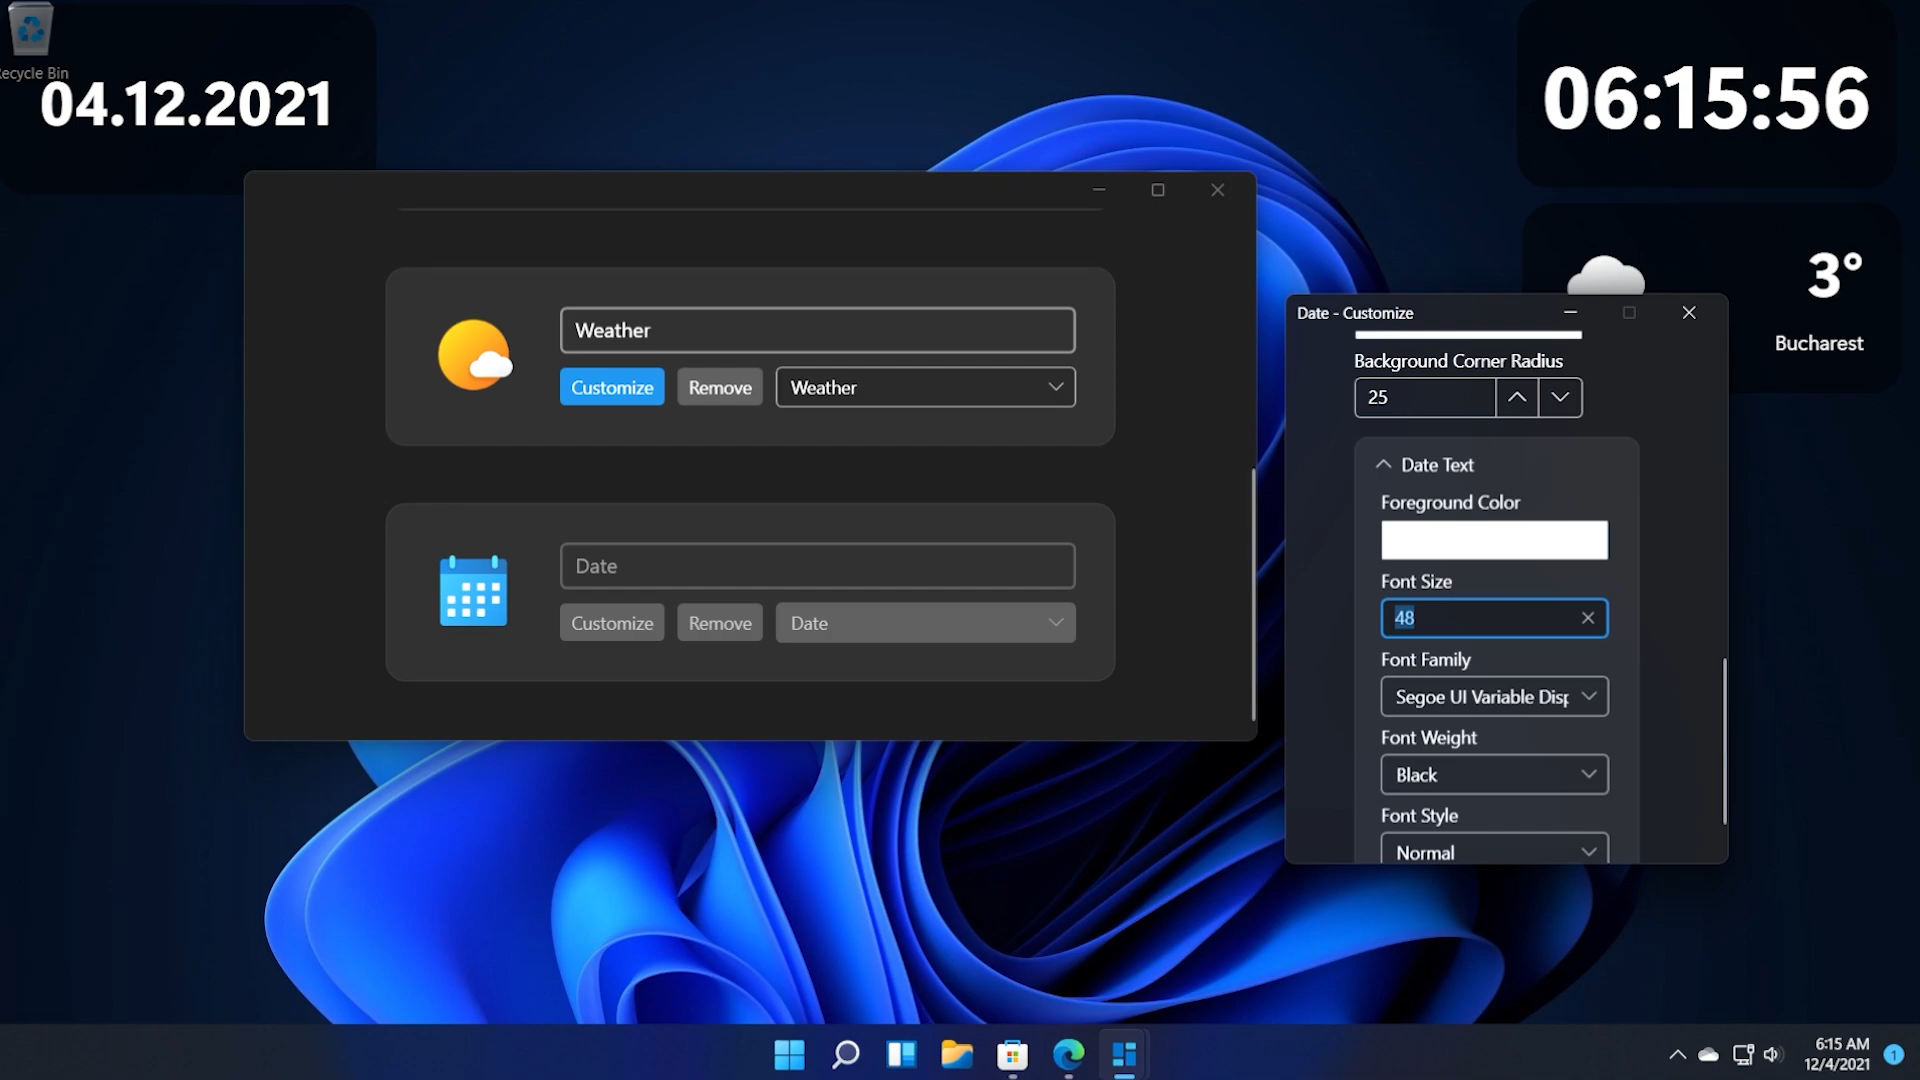 ecycle Bin
04.12.2021
06:15:56
3°
Bucharest
Weather
Customize
Remove
Weather
Date
Customize
Remove
Date
Date - Customize
Background Corner Radius
25
Date Text
Foreground Color
Font Size
48
Font Family
Segoe UI Variable Disp
Font Weight
Black
Font Style
Normal
6:15 AM
12/4/2021
1